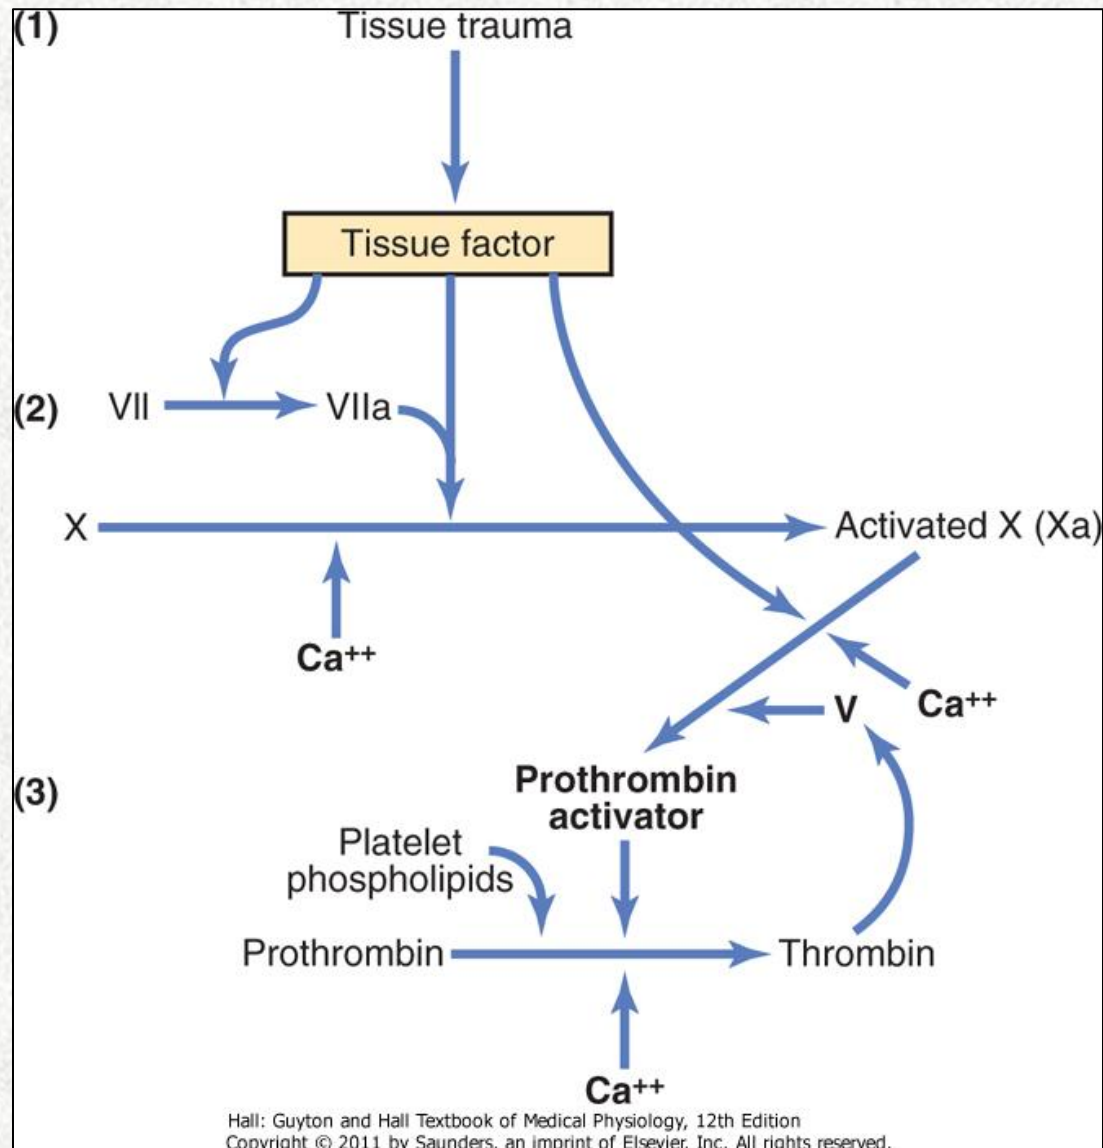 (1)
Tissue trauma
Tissue factor
(2)
VII
VIIa
X
Activated X (Xa)
Ca++
Ca++
V
(3)
Prothrombin
activator
Platelet
phospholipids
Prothrombin
Thrombin
Ca++
Hall: Guyton and Hall Textbook of Medical Physiology, 12th Edition
Copyright © 2011 by Saunders, an imprint of Elsevier, Inc. All rights reserved.